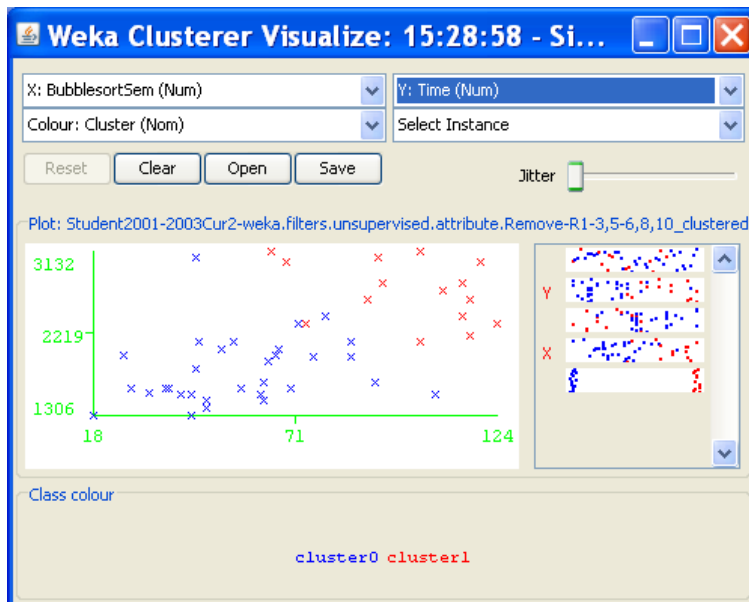 Weka Clusterer Visualize: 15:28:58 - Si...
X: BubblesortSem (Num) Y: Time (Num)
Colour: Cluster (Nom) Select Instance
Reset Clear Open Save Jitter
Plot: Student2001-2003Cur2-weka.filters.unsupervised.attribute.Remove-R1-3,5-6,8,10_clustered
3132
Y
2219
X
1306
18 71 124
Class colour
cluster0 cluster1